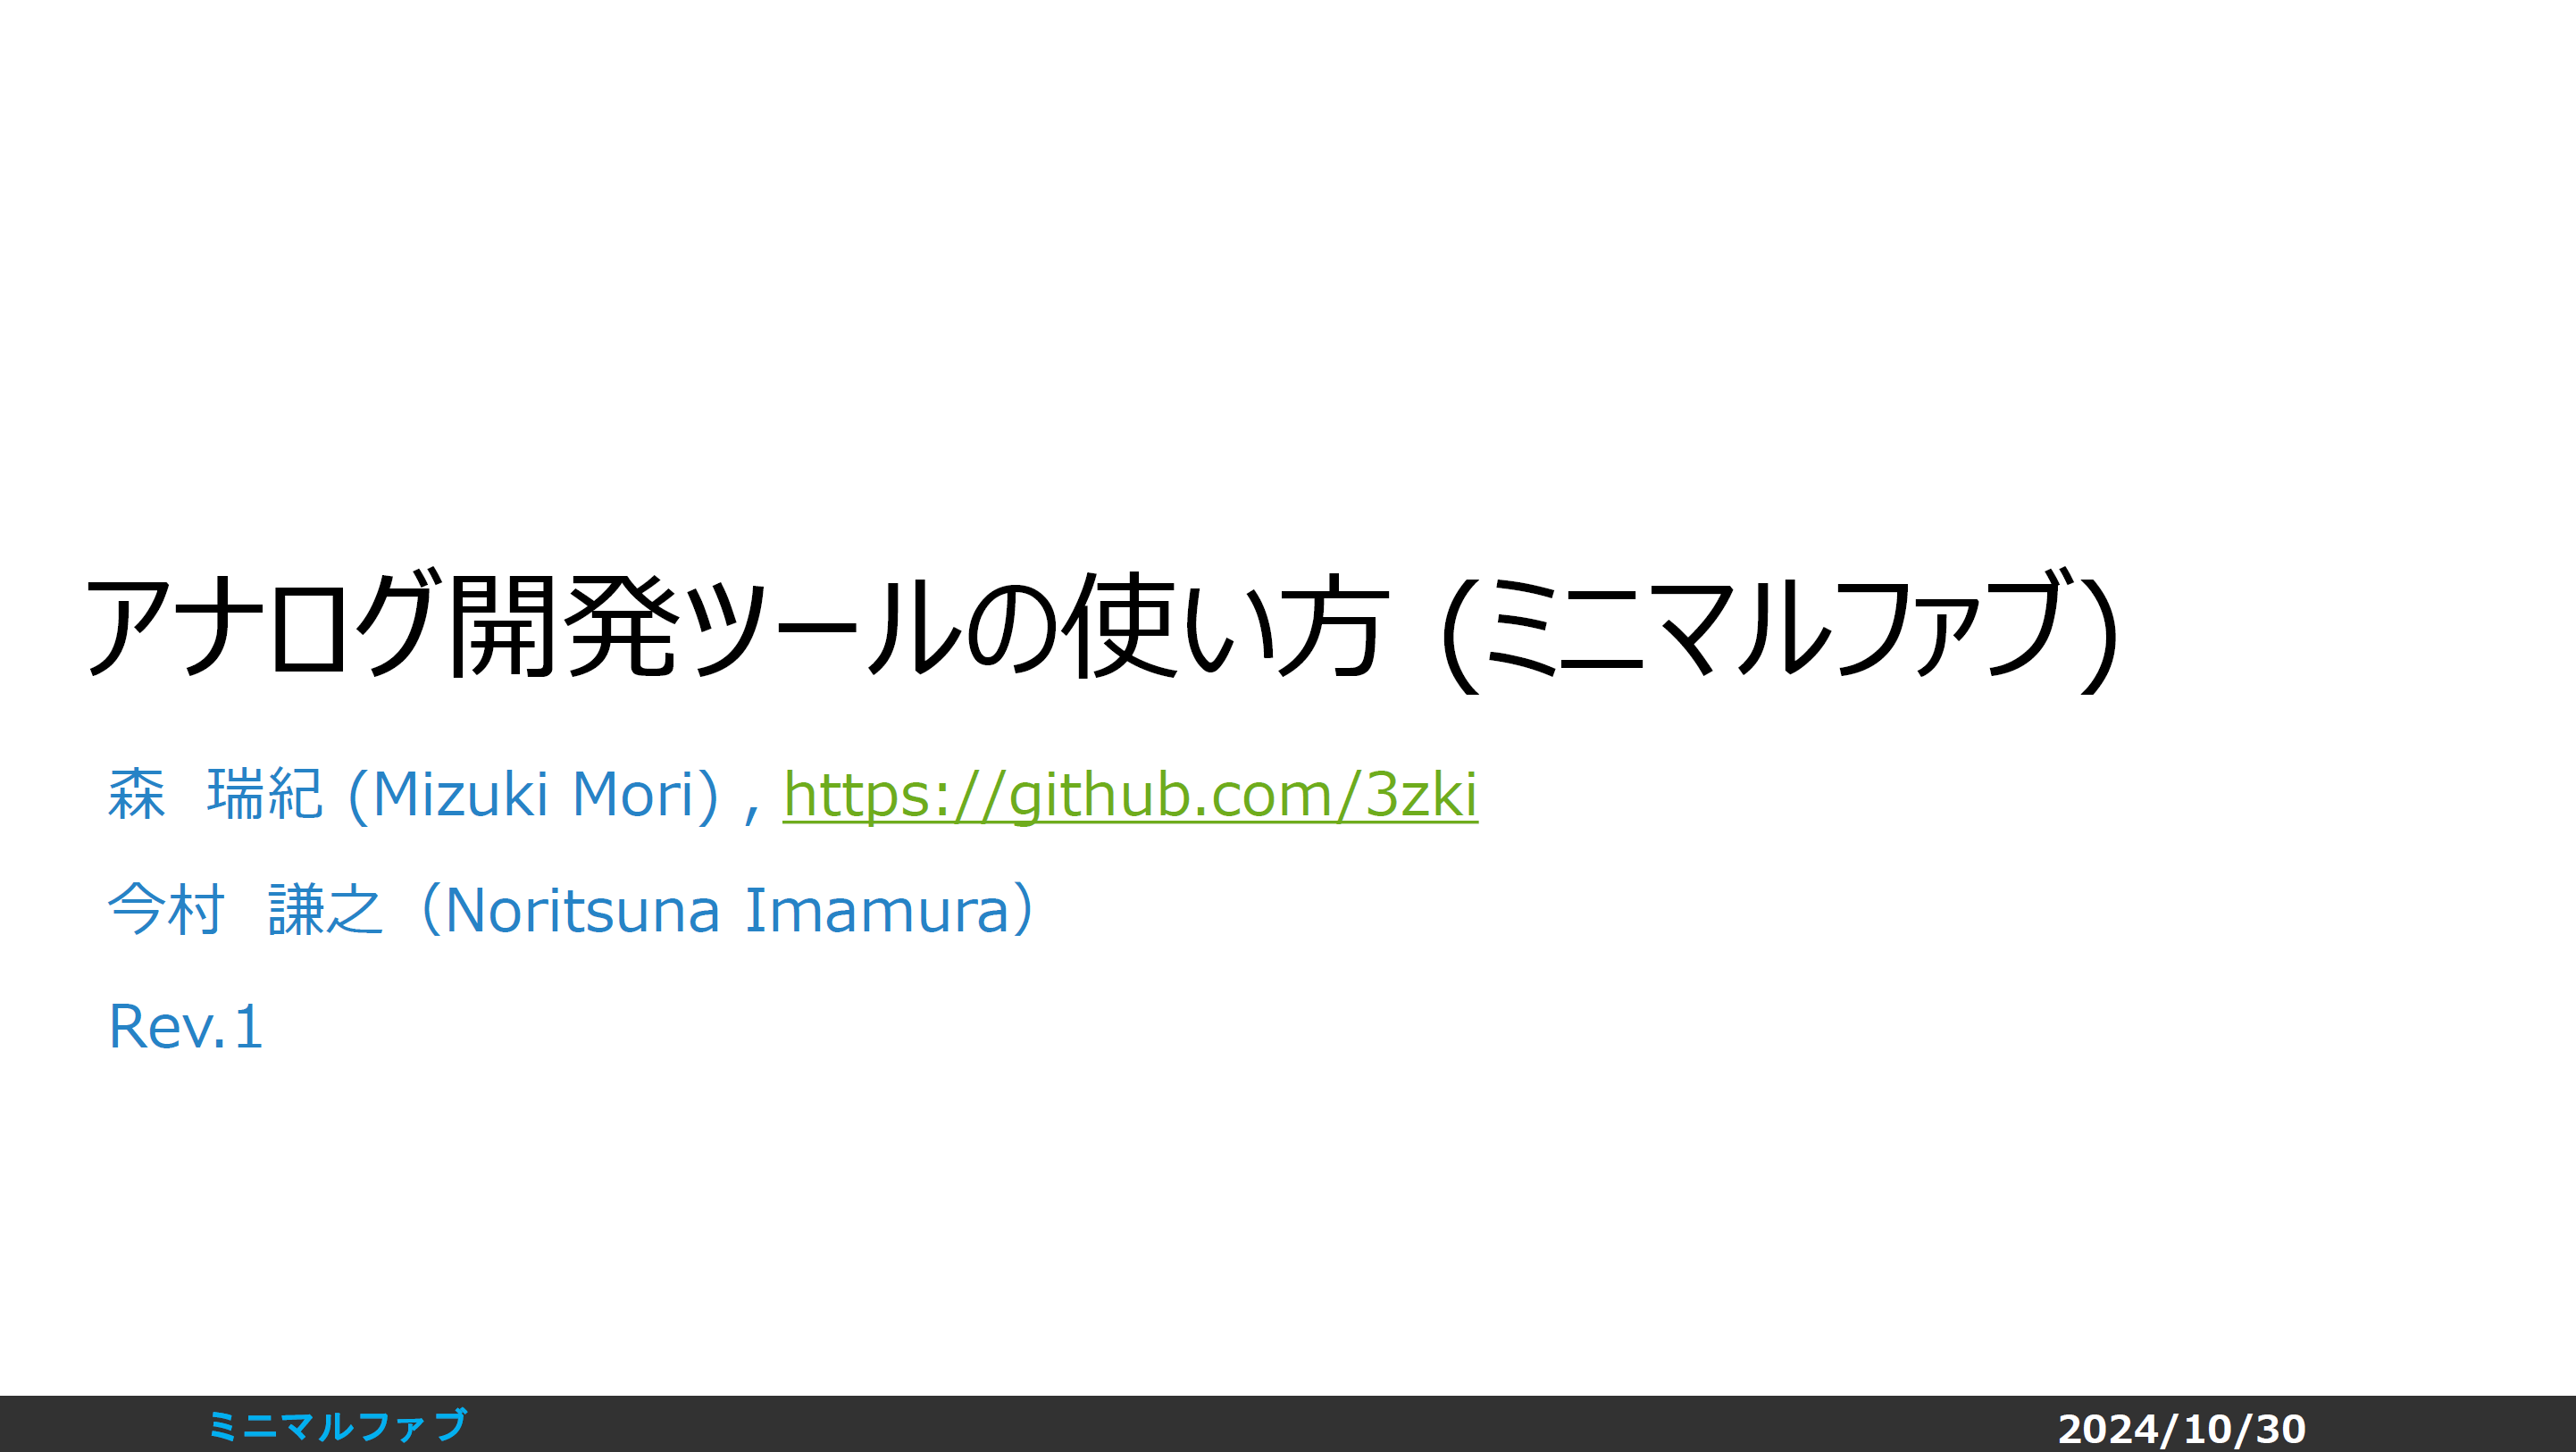 アナログ開発ツールの使い方 (ミニマルファブ)
森　瑞紀 (Mizuki Mori) , https://github.com/3zki
今村　謙之（Noritsuna Imamura）
Rev.1
ミニマルファブ
2024/10/30